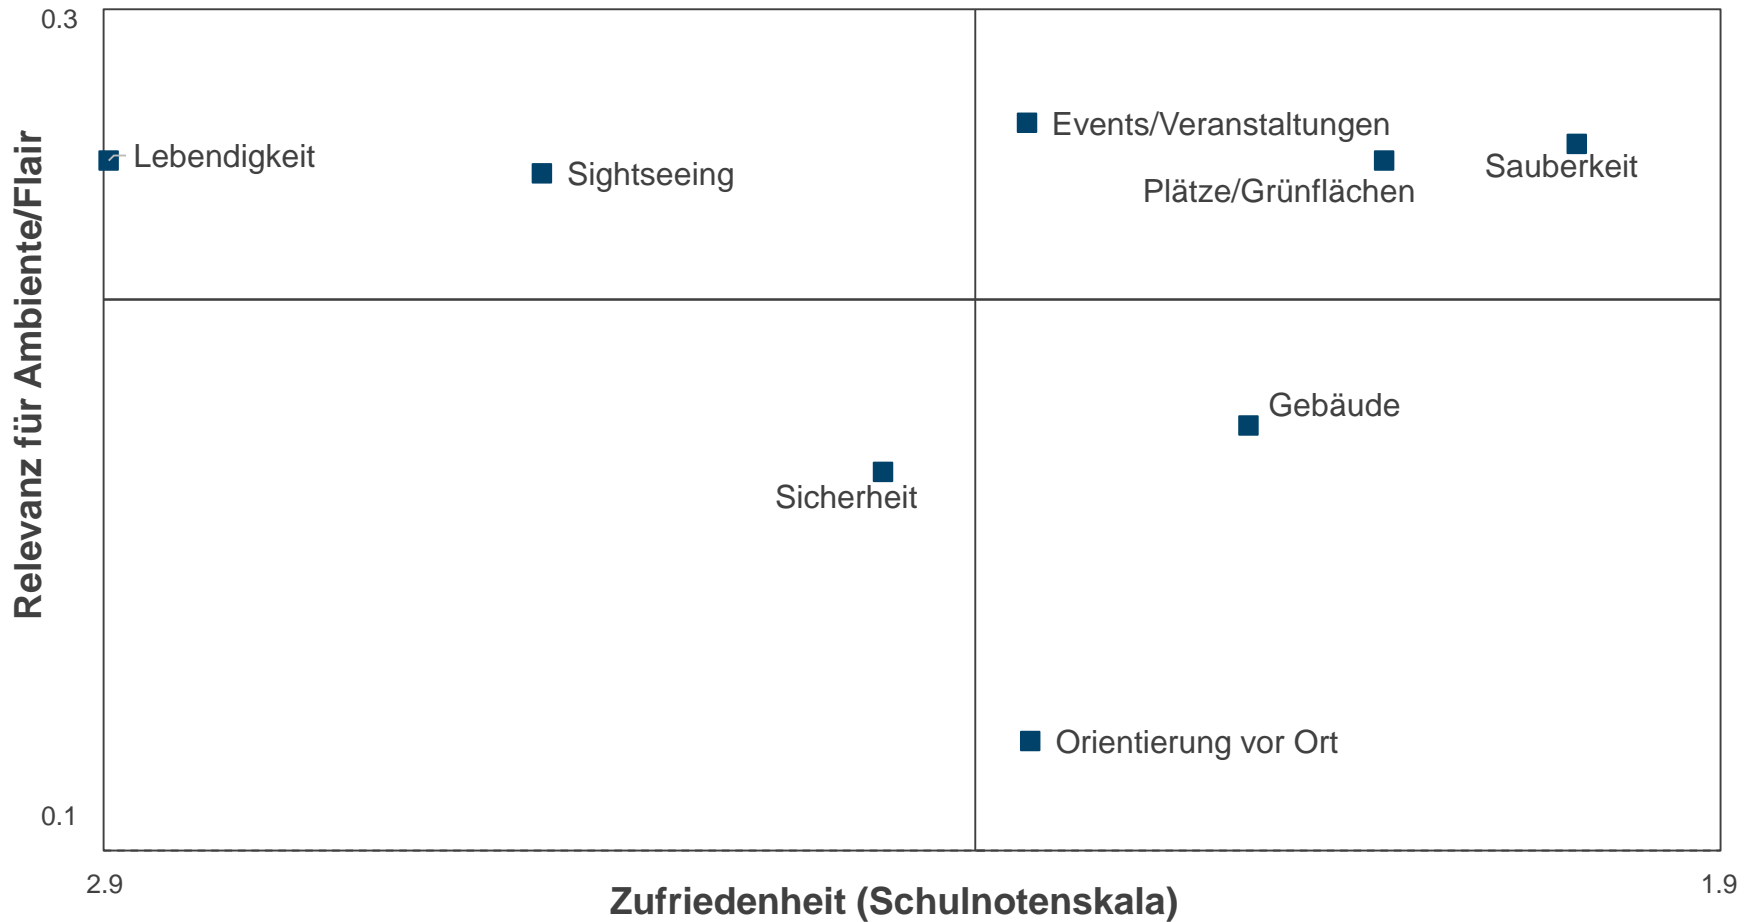 0.3
Relevanz für Ambiente/Flair
Lebendigkeit
Sightseeing
Events/Veranstaltungen
Plätze/Grünflächen
Sauberkeit
Gebäude
Sicherheit
Orientierung vor Ort
0.1
2.9
Zufriedenheit (Schulnotenskala)
1.9